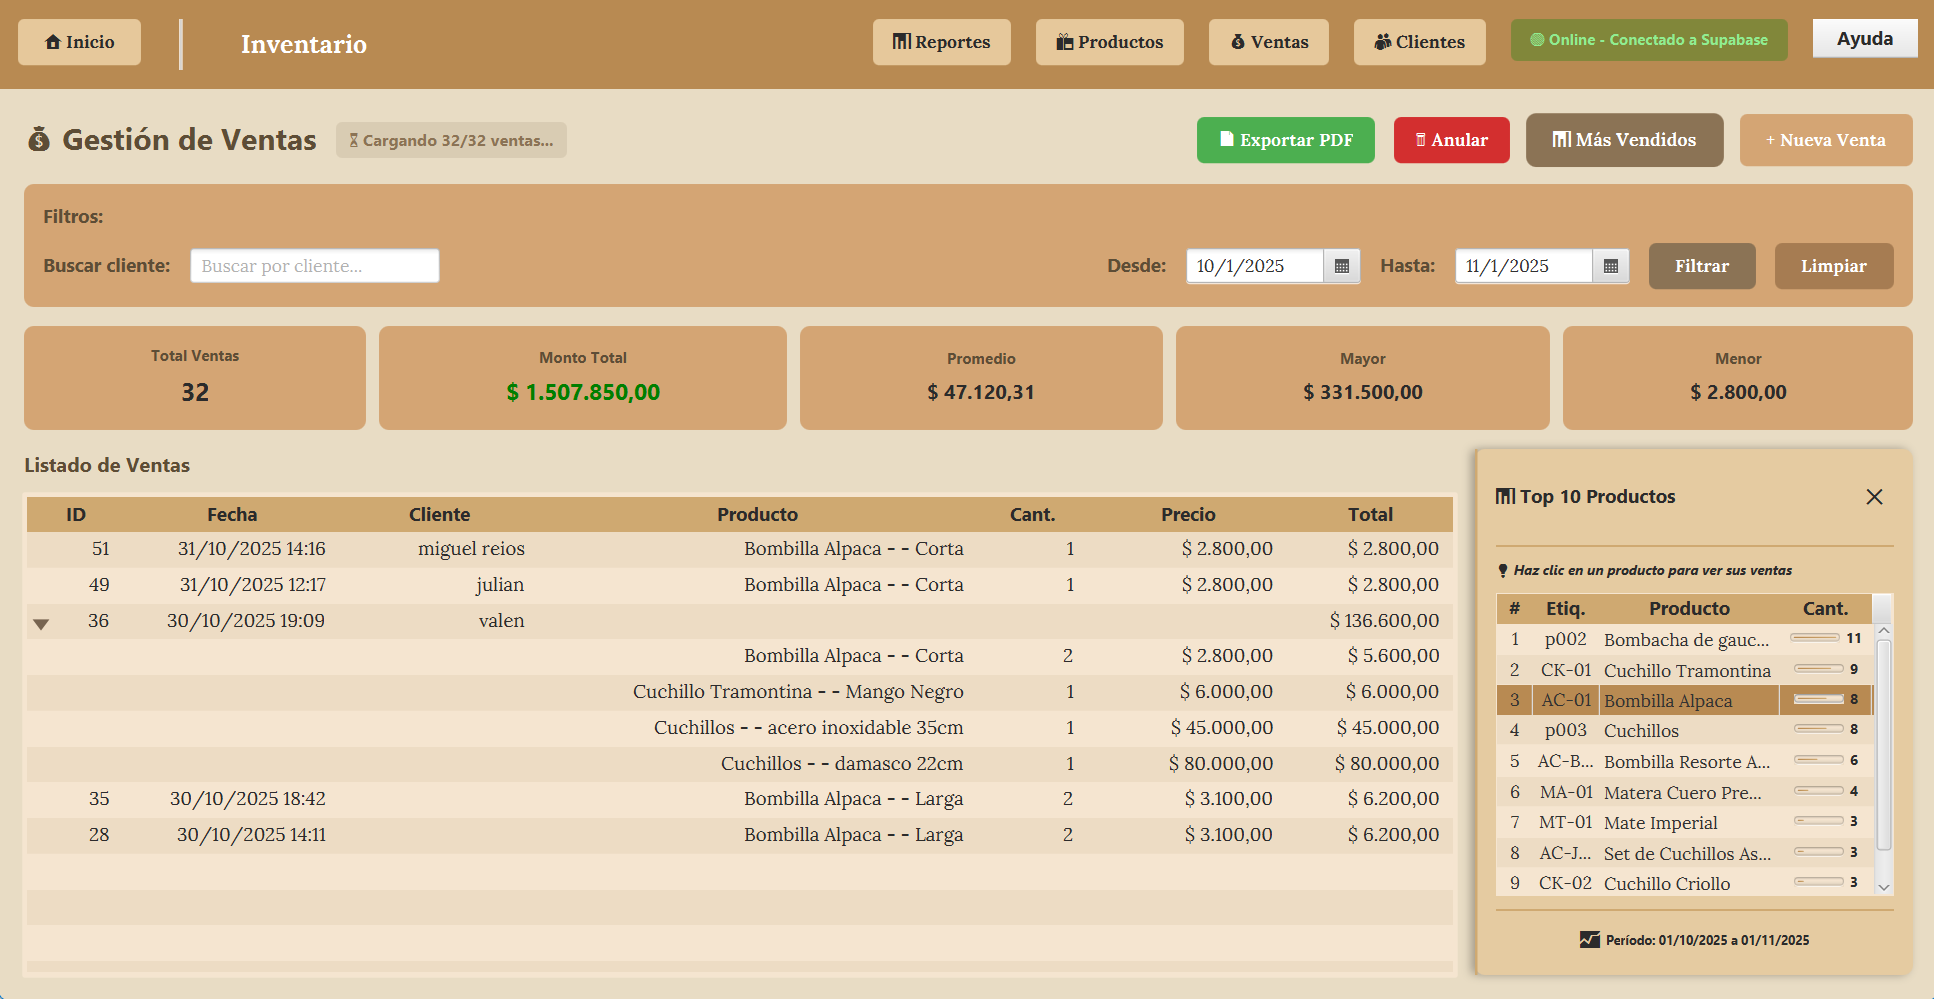 Inicio
Inventario
Reportes
Productos
Ventas
Clientes
Online - Conectado a Supabase
Ayuda
Gestión de Ventas
Cargando 32/32 ventas...
Exportar PDF
Anular
Más Vendidos
+ Nueva Venta
Filtros:
Buscar cliente:
Buscar por cliente...
Desde:
10/1/2025
Hasta:
11/1/2025
Filtrar
Limpiar
Total Ventas
32
Monto Total
$ 1.507.850,00
Promedio
$ 47.120,31
Mayor
$ 331.500,00
Menor
$ 2.800,00
Listado de Ventas
ID Fecha Cliente Producto Cant. Precio Total
51 31/10/2025 14:16 miguel reios Bombilla Alpaca - - Corta 1 $ 2.800,00 $ 2.800,00
49 31/10/2025 12:17 julian Bombilla Alpaca - - Corta 1 $ 2.800,00 $ 2.800,00
36 30/10/2025 19:09 valen $ 136.600,00
Bombilla Alpaca - - Corta 2 $ 2.800,00 $ 5.600,00
Cuchillo Tramontina - - Mango Negro 1 $ 6.000,00 $ 6.000,00
Cuchillos - - acero inoxidable 35cm 1 $ 45.000,00 $ 45.000,00
Cuchillos - - damasco 22cm 1 $ 80.000,00 $ 80.000,00
35 30/10/2025 18:42 Bombilla Alpaca - - Larga 2 $ 3.100,00 $ 6.200,00
28 30/10/2025 14:11 Bombilla Alpaca - - Larga 2 $ 3.100,00 $ 6.200,00
Top 10 Productos
Haz clic en un producto para ver sus ventas
# Etiq. Producto Cant.
1 p002 Bombacha de gauc... 11
2 CK-01 Cuchillo Tramontina 9
3 AC-01 Bombilla Alpaca 8
4 p003 Cuchillos 8
5 AC-B... Bombilla Resorte A... 6
6 MA-01 Matera Cuero Pre... 4
7 MT-01 Mate Imperial 3
8 AC-J... Set de Cuchillos As... 3
9 CK-02 Cuchillo Criollo 3
Período: 01/10/2025 a 01/11/2025